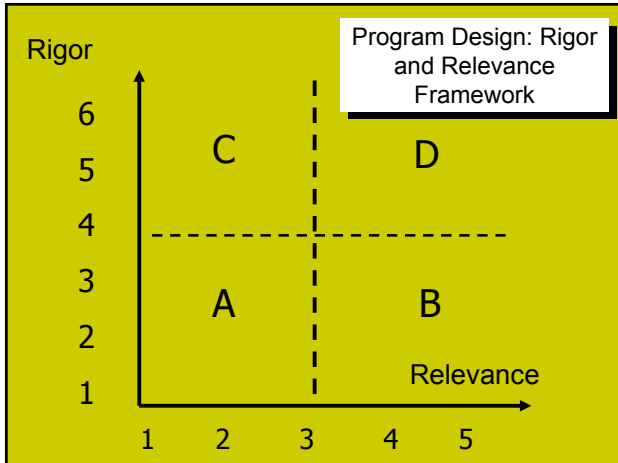 Program Design: Rigor
and Relevance
Framework
Rigor
6
C
D
5
4
3
A
B
2
Relevance
1
1 2 3 4 5